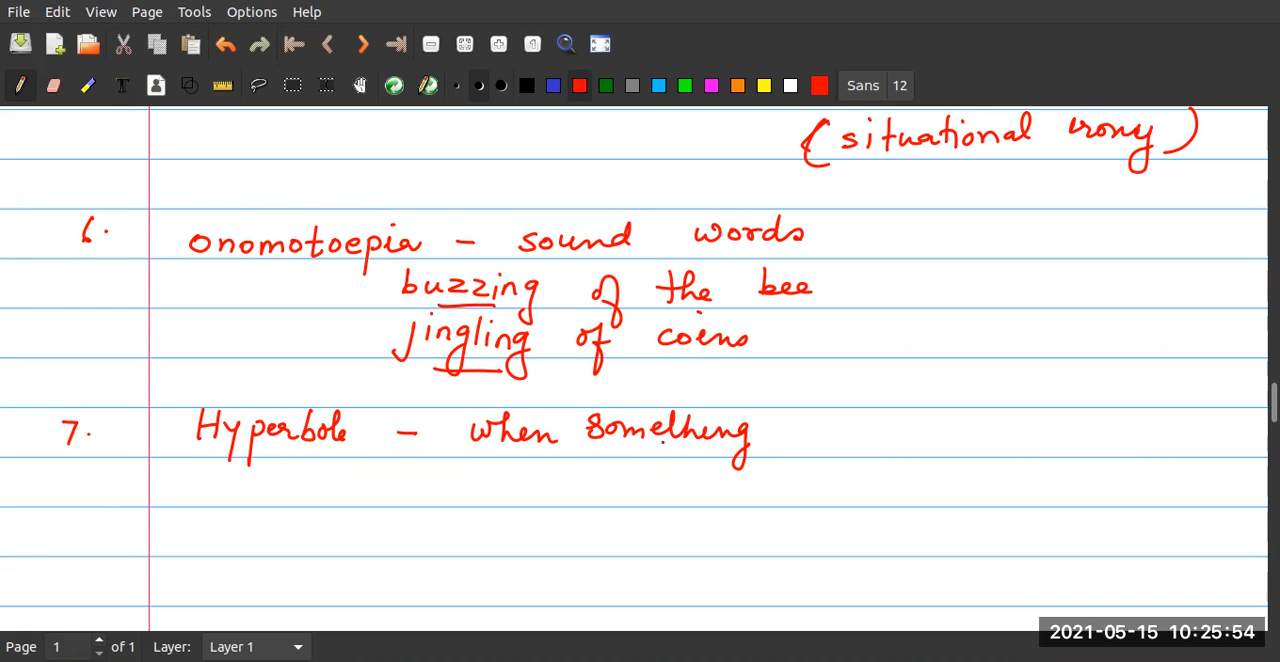 File Edit View Page Tools Options Help
Sans 12
(situational irony)
6. onomotoepia - sound words
buzzing of the bee
jingling of coins
7. Hyperbole - when something
2021-05-15 10:25:54
Page 1 of 1 Layer: Layer 1